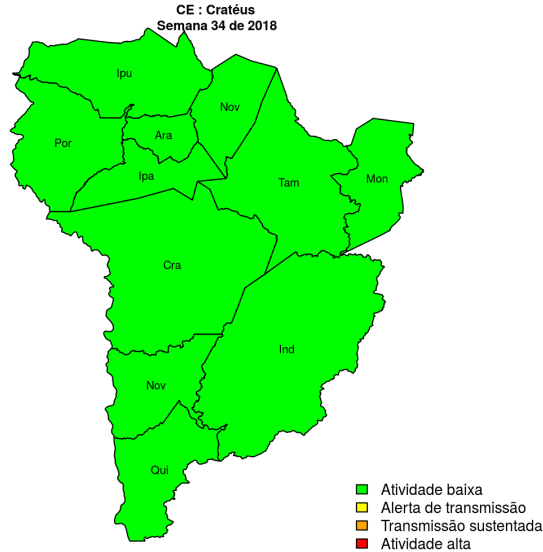 CE : Cratéus
Semana 34 de 2018
Ipu
Nov
Ara
Por
Ipa
Tam
Mon
Cra
Ind
Nov
Qui
Atividade baixa
Alerta de transmissão
Transmissão sustentada
Atividade alta